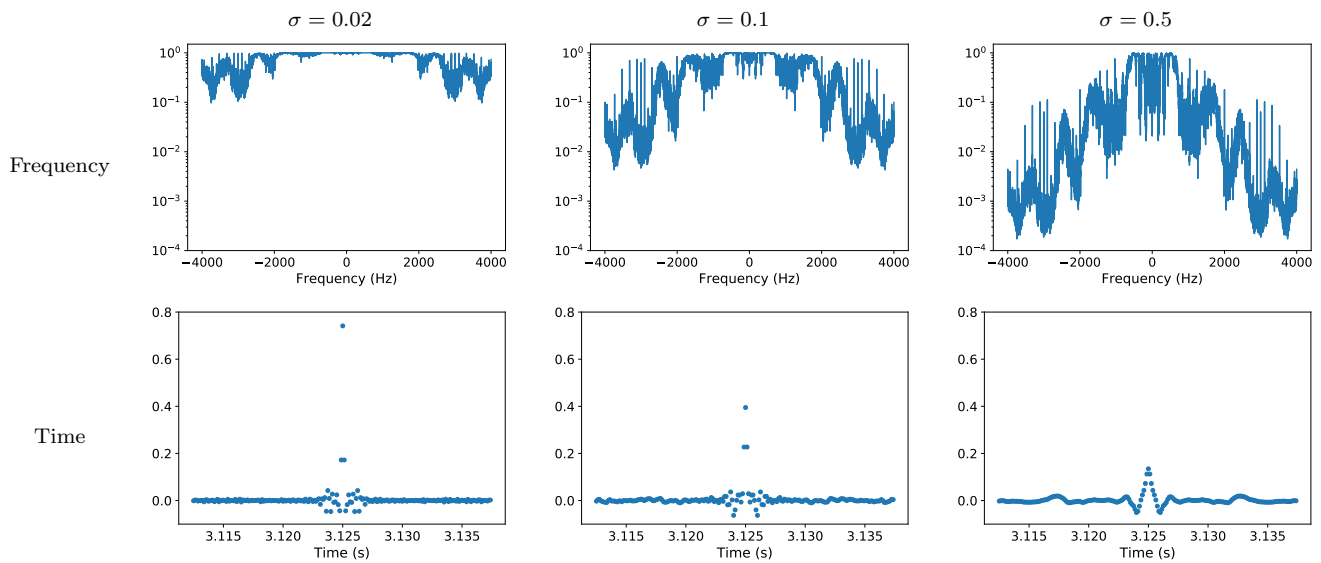 σ = 0.02 σ = 0.1 σ = 0.5
Frequency
10⁰ 10⁰ 10⁰
10⁻¹ 10⁻¹ 10⁻¹
10⁻² 10⁻² 10⁻²
10⁻³ 10⁻³ 10⁻³
10⁻⁴ 10⁻⁴ 10⁻⁴
−4000 −2000 0 2000 4000 −4000 −2000 0 2000 4000 −4000 −2000 0 2000 4000
Frequency (Hz) Frequency (Hz) Frequency (Hz)
Time
0.8 0.8 0.8
0.6 0.6 0.6
0.4 0.4 0.4
0.2 0.2 0.2
0.0 0.0 0.0
3.115 3.120 3.125 3.130 3.135 3.115 3.120 3.125 3.130 3.135 3.115 3.120 3.125 3.130 3.135
Time (s) Time (s) Time (s)